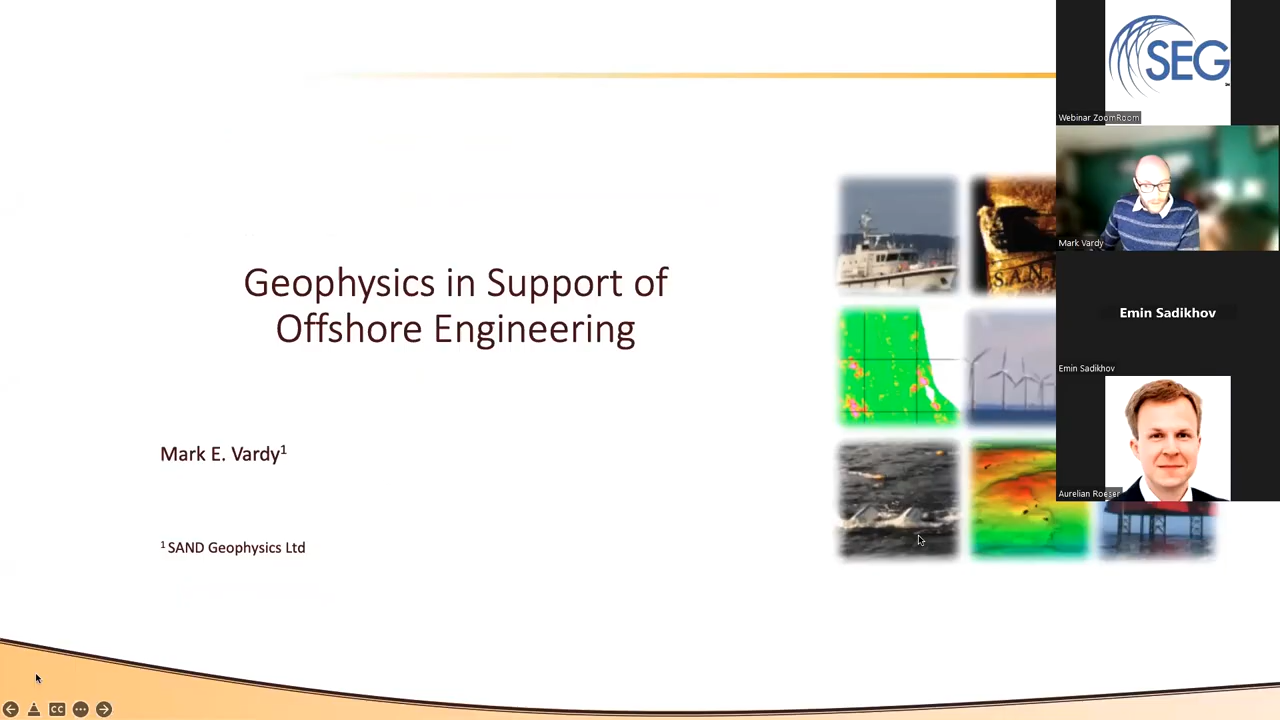 Geophysics in Support of
Offshore Engineering
Mark E. Vardy¹
¹ SAND Geophysics Ltd
SEG
Webinar ZoomRoom
Mark Vardy
Emin Sadikhov
Emin Sadikhov
Aurelian Roeser
CC